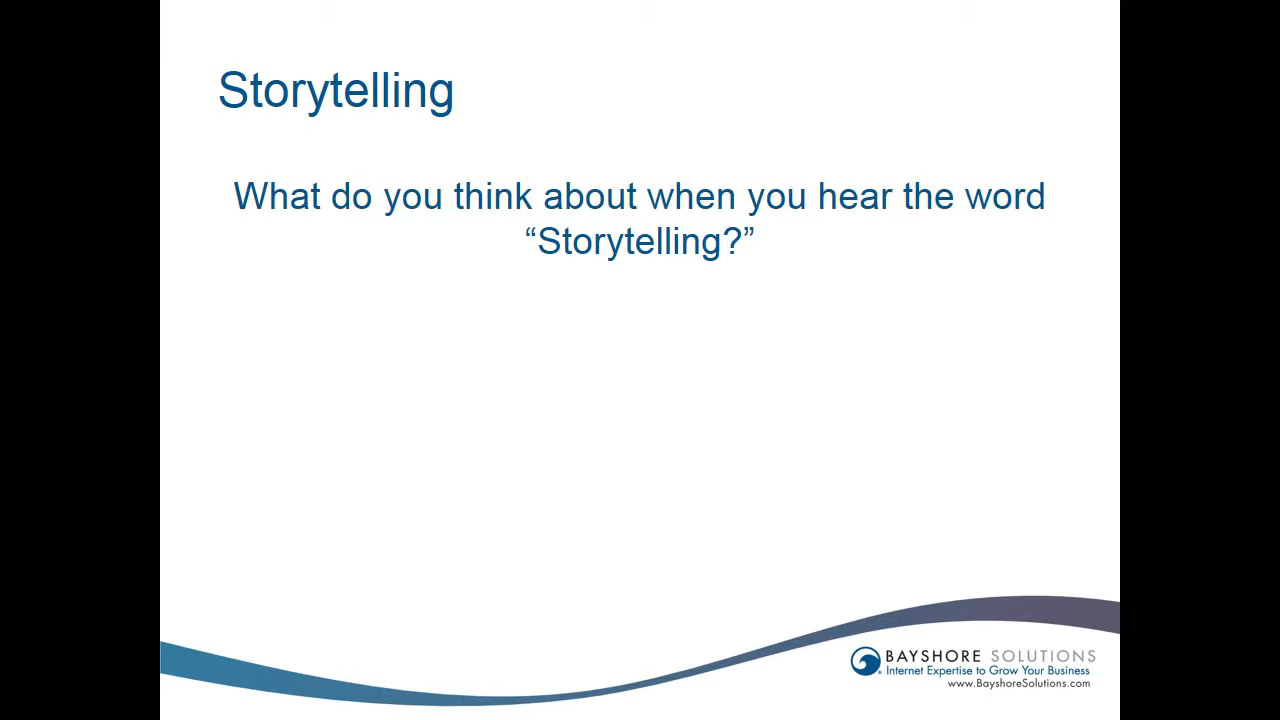 Storytelling
What do you think about when you hear the word
“Storytelling?”
BAYSHORE SOLUTIONS
Internet Expertise to Grow Your Business
www.BayshoreSolutions.com